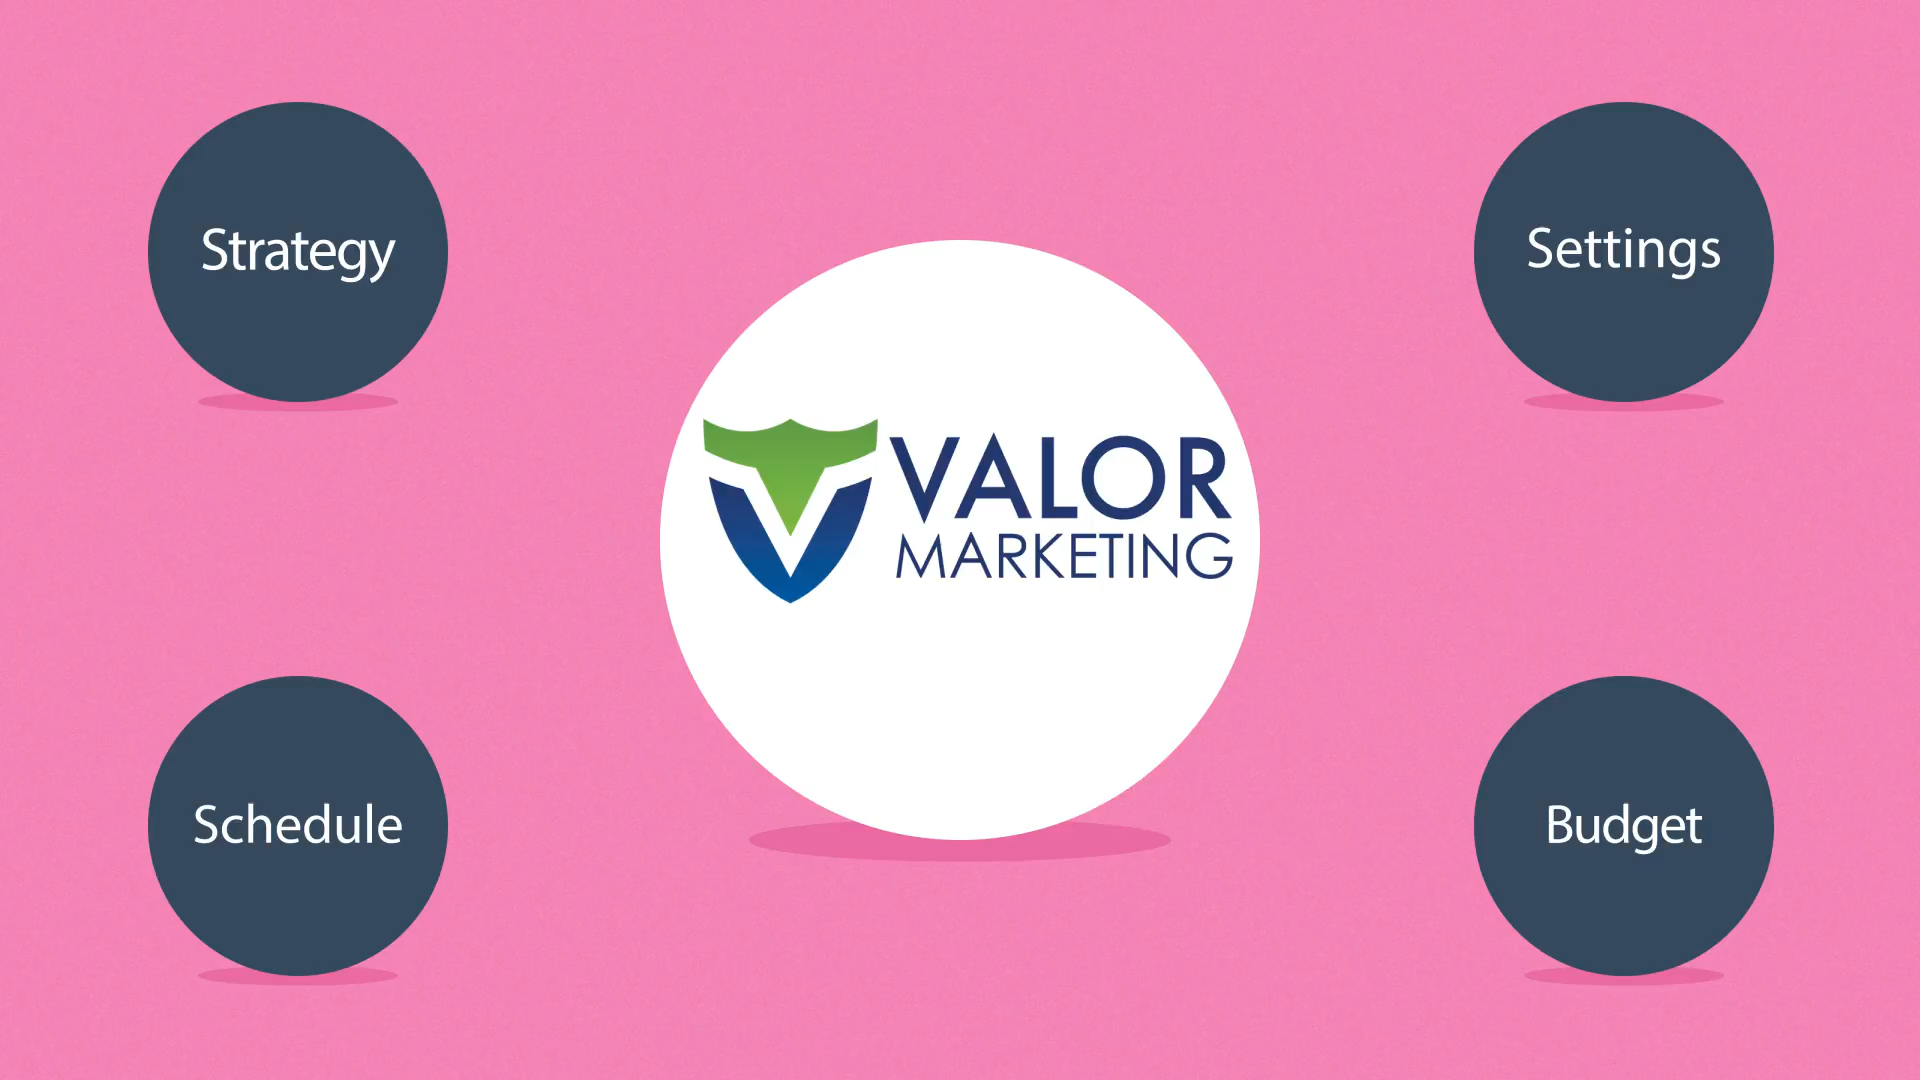 Strategy
Settings
VALOR
MARKETING
Schedule
Budget